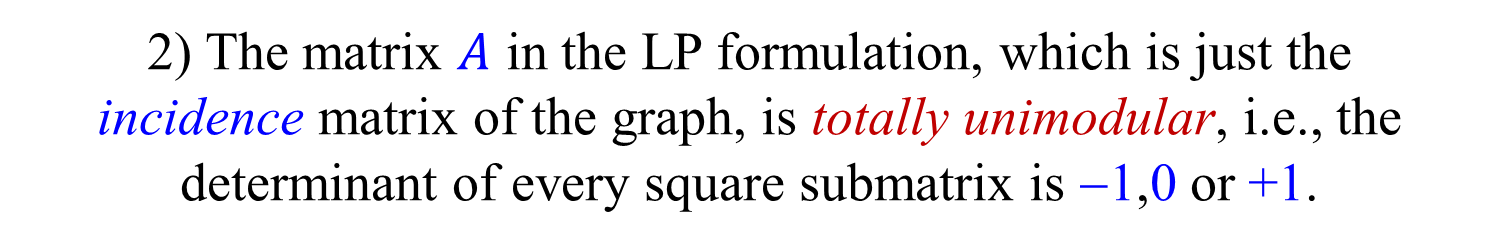 2) The matrix A in the LP formulation, which is just the
incidence matrix of the graph, is totally unimodular, i.e., the
determinant of every square submatrix is –1,0 or +1.